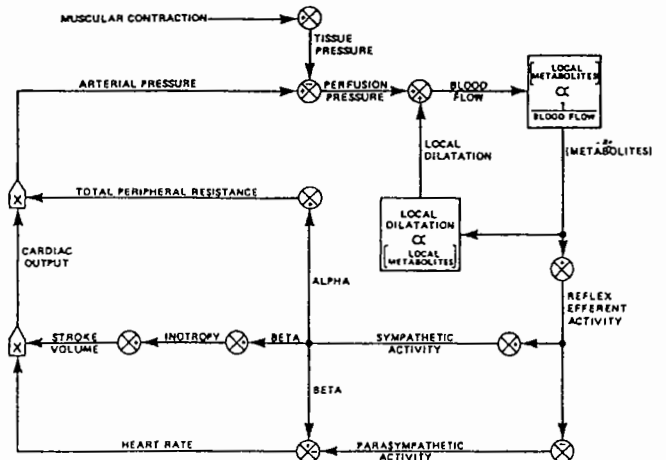 MUSCULAR CONTRACTION
TISSUE
PRESSURE
ARTERIAL PRESSURE
PERFUSION
PRESSURE
BLOOD
FLOW
LOCAL
METABOLITES
∝
1
BLOOD FLOW
[METABOLITES]
LOCAL
DILATATION
TOTAL PERIPHERAL RESISTANCE
LOCAL
DILATATION
∝
LOCAL
METABOLITES
X
CARDIAC
OUTPUT
ALPHA
REFLEX
EFFERENT
ACTIVITY
X
STROKE
VOLUME
INOTROPY
BETA
SYMPATHETIC
ACTIVITY
BETA
HEART RATE
PARASYMPATHETIC
ACTIVITY